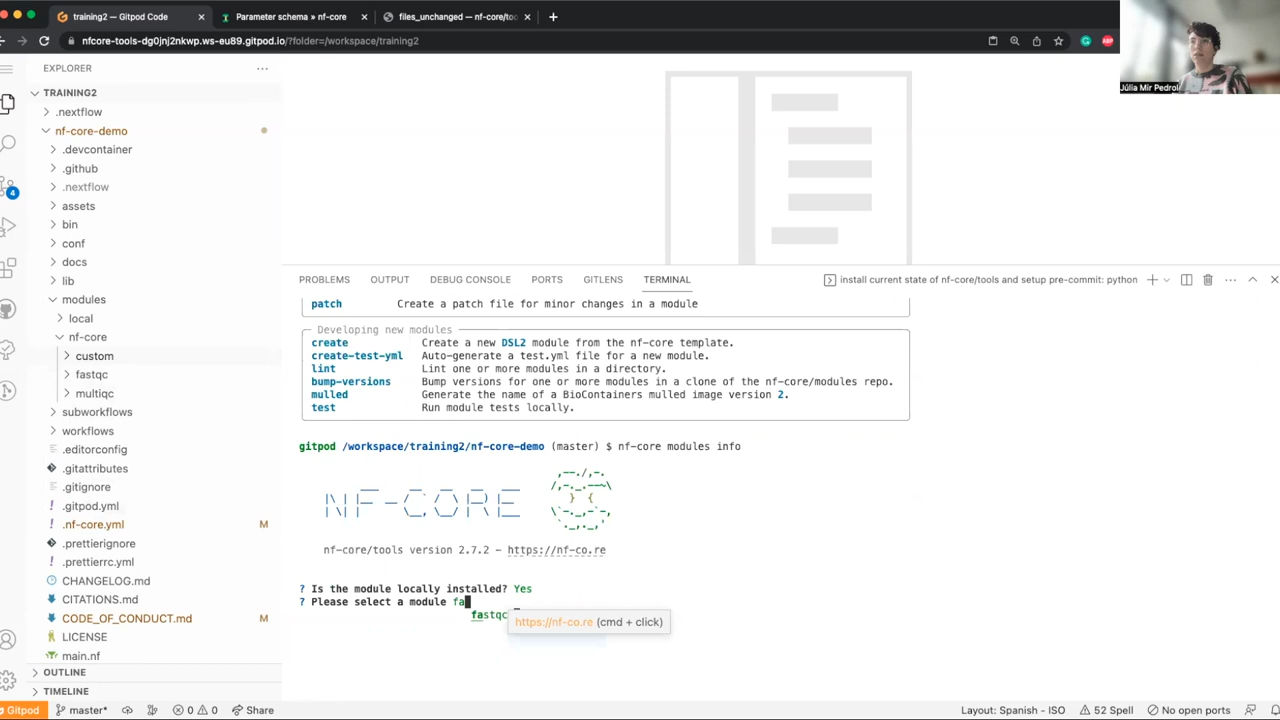 training2 — Gitpod Code
Parameter schema » nf-core
files_unchanged — nf-core/too
nfcore-tools-dg0jnj2nkwp.ws-eu89.gitpod.io/?folder=/workspace/training2
ABP
Júlia Mir Pedrol
EXPLORER
TRAINING2
.nextflow
nf-core-demo
.devcontainer
.github
.nextflow
assets
bin
conf
docs
lib
modules
local
nf-core
custom
fastqc
multiqc
subworkflows
workflows
.editorconfig
.gitattributes
.gitignore
.gitpod.yml
.nf-core.yml M
.prettierignore
.prettierrc.yml
CHANGELOG.md
CITATIONS.md
CODE_OF_CONDUCT.md M
LICENSE
main.nf
OUTLINE
TIMELINE
4
PROBLEMS OUTPUT DEBUG CONSOLE PORTS GITLENS TERMINAL
install current state of nf-core/tools and setup pre-commit: python
patch Create a patch file for minor changes in a module
Developing new modules
create Create a new DSL2 module from the nf-core template.
create-test-yml Auto-generate a test.yml file for a new module.
lint Lint one or more modules in a directory.
bump-versions Bump versions for one or more modules in a clone of the nf-core/modules repo.
mulled Generate the name of a BioContainers mulled image version 2.
test Run module tests locally.
gitpod /workspace/training2/nf-core-demo (master) $ nf-core modules info
nf-core/tools version 2.7.2 - https://nf-co.re
? Is the module locally installed? Yes
? Please select a module fa
fastqc
https://nf-co.re (cmd + click)
Gitpod master* 0 0 Share Layout: Spanish - ISO 52 Spell No open ports